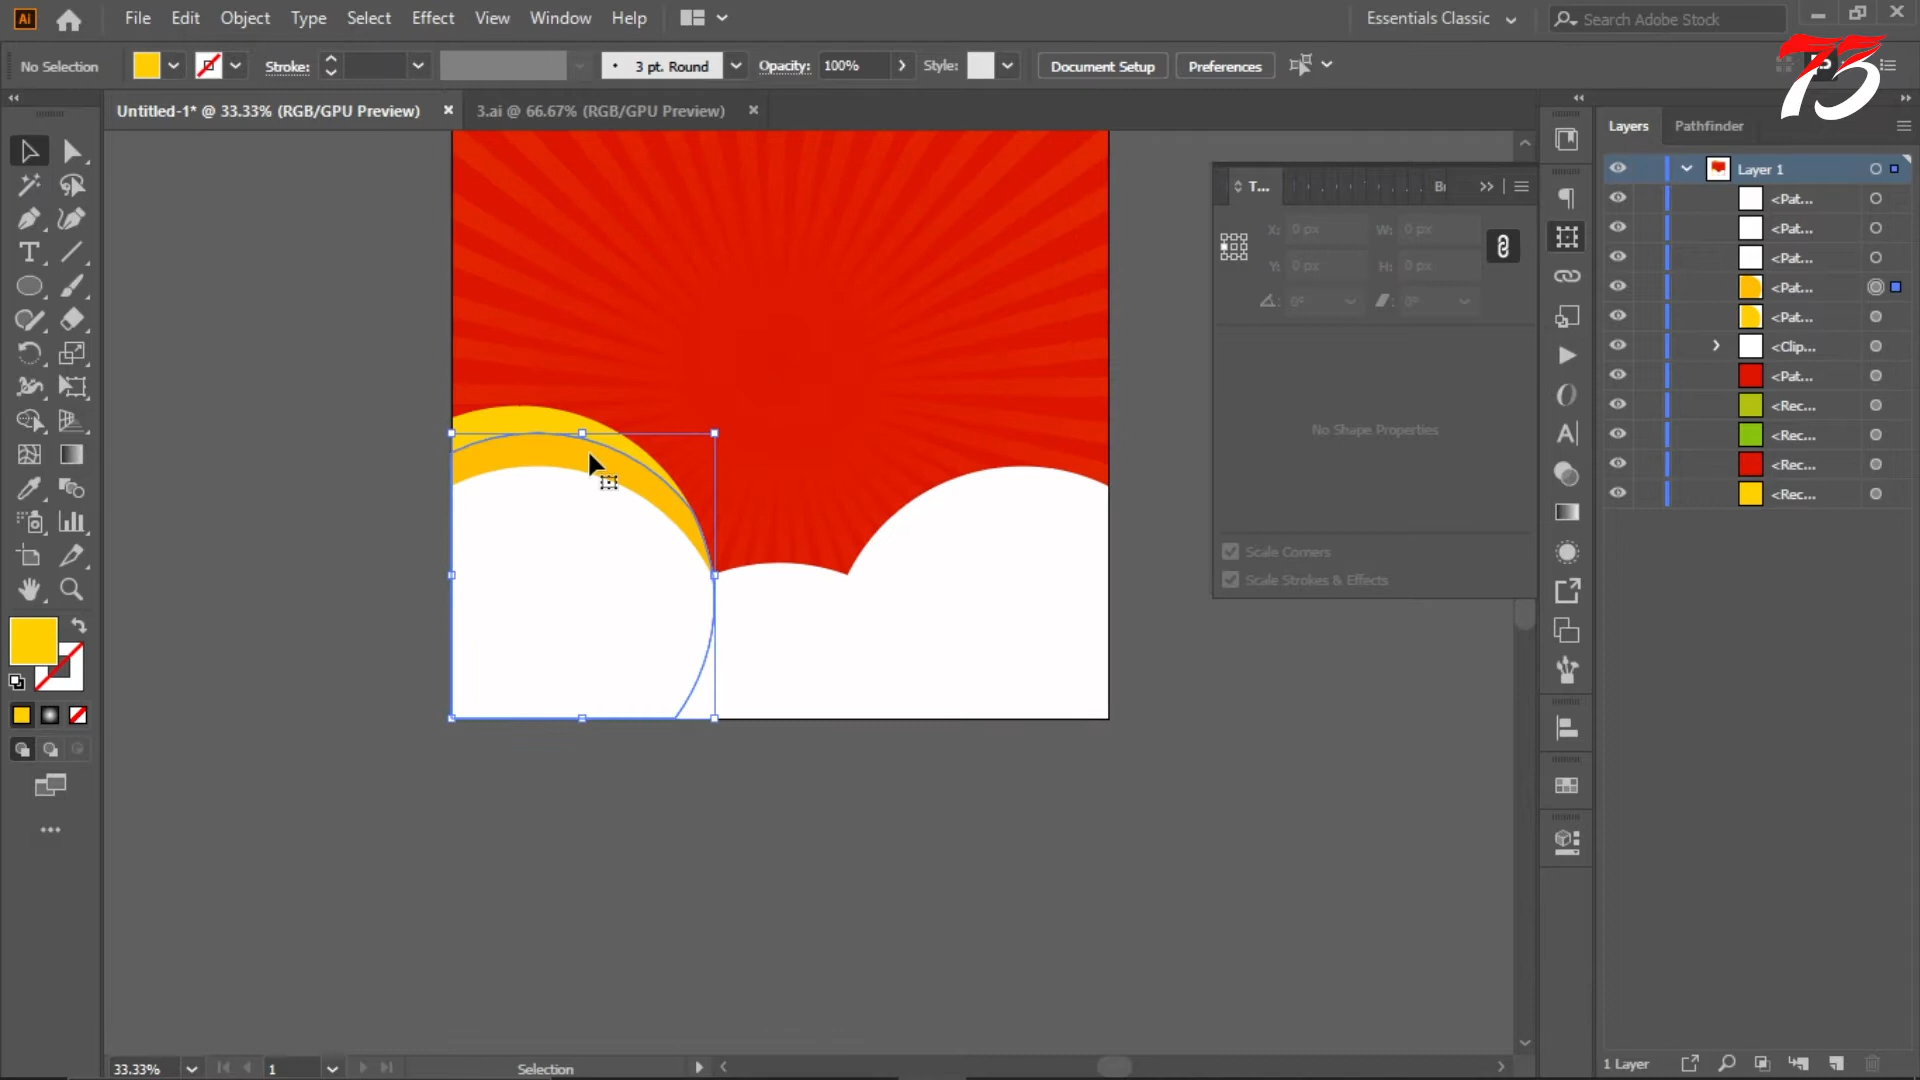 Ai File Edit Object Type Select Effect View Window Help Essentials Classic Search Adobe Stock
No Selection Stroke: 3 pt. Round Opacity: 100% Style: Document Setup Preferences
73
Untitled-1* @ 33.33% (RGB/GPU Preview) 3.ai @ 66.67% (RGB/GPU Preview)
Layers Pathfinder
Layer 1
<Pat...
<Pat...
<Pat...
<Pat...
<Pat...
<Clip...
<Pat...
<Rec...
<Rec...
<Rec...
<Rec...
T...
X: 0 px W: 0 px
Y: 0 px H: 0 px
0° 0°
No Shape Properties
Scale Corners
Scale Strokes & Effects
33.33% 1 Selection
1 Layer